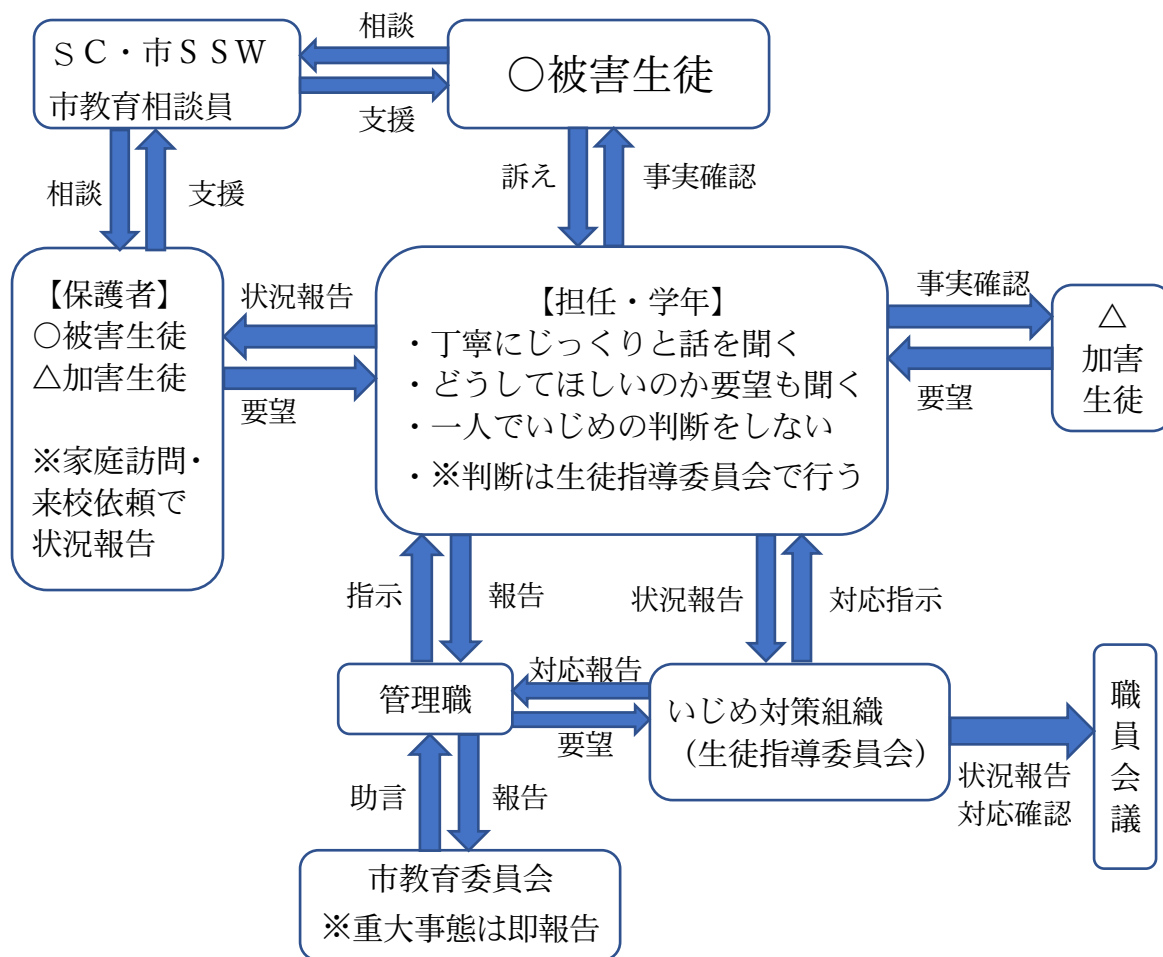 相談
ＳＣ・市ＳＳＷ
市教育相談員
○被害生徒
支援
相談
支援
訴え
事実確認
【保護者】
○被害生徒
△加害生徒
※家庭訪問・
来校依頼で
状況報告
状況報告
要望
【担任・学年】
・丁寧にじっくりと話を聞く
・どうしてほしいのか要望も聞く
・一人でいじめの判断をしない
・※判断は生徒指導委員会で行う
事実確認
要望
△
加害
生徒
指示
報告
状況報告
対応指示
管理職
対応報告
要望
いじめ対策組織
（生徒指導委員会）
状況報告
対応確認
職員会議
助言
報告
市教育委員会
※重大事態は即報告